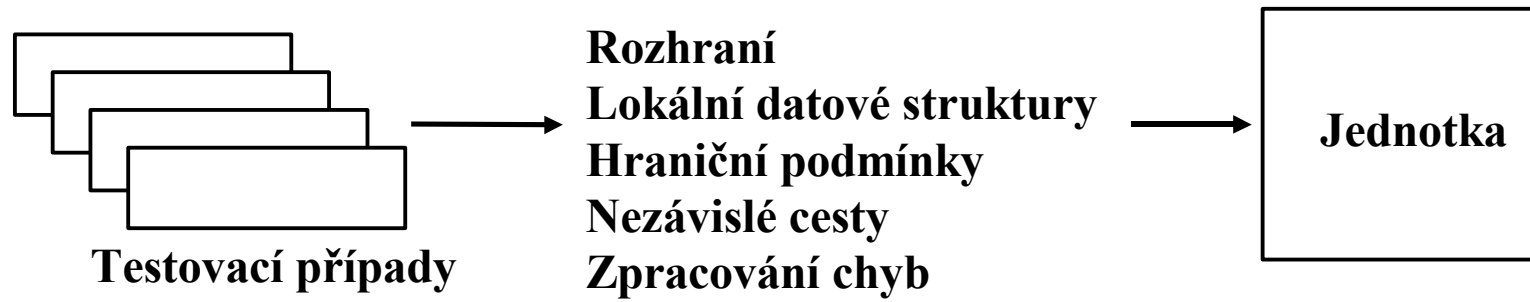 Testovací případy
Rozhraní
Lokální datové struktury
Hraniční podmínky
Nezávislé cesty
Zpracování chyb
Jednotka